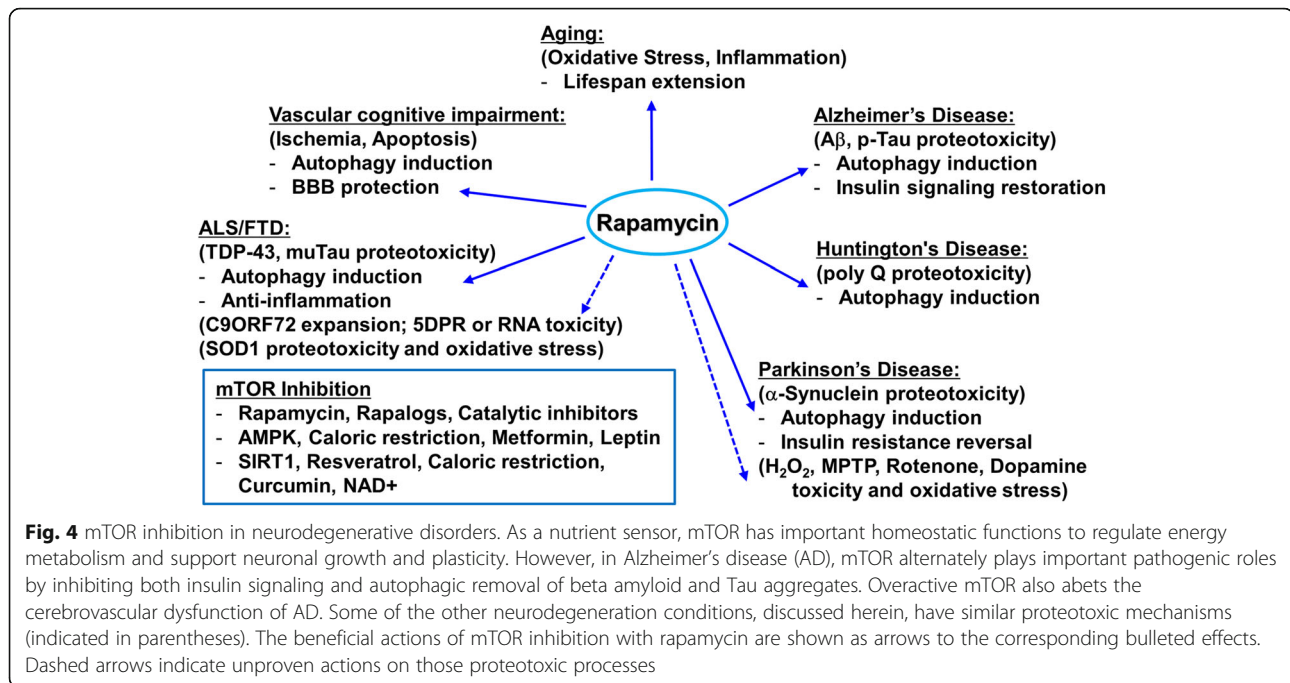 Aging:
(Oxidative Stress, Inflammation)
- Lifespan extension
Vascular cognitive impairment:
(Ischemia, Apoptosis)
- Autophagy induction
- BBB protection
Alzheimer's Disease:
(Aβ, p-Tau proteotoxicity)
- Autophagy induction
- Insulin signaling restoration
Rapamycin
ALS/FTD:
(TDP-43, muTau proteotoxicity)
- Autophagy induction
- Anti-inflammation
(C9ORF72 expansion; 5DPR or RNA toxicity)
(SOD1 proteotoxicity and oxidative stress)
Huntington's Disease:
(poly Q proteotoxicity)
- Autophagy induction
mTOR Inhibition
- Rapamycin, Rapalogs, Catalytic inhibitors
- AMPK, Caloric restriction, Metformin, Leptin
- SIRT1, Resveratrol, Caloric restriction,
Curcumin, NAD+
Parkinson's Disease:
(α-Synuclein proteotoxicity)
- Autophagy induction
- Insulin resistance reversal
(H₂O₂, MPTP, Rotenone, Dopamine
toxicity and oxidative stress)
Fig. 4 mTOR inhibition in neurodegenerative disorders. As a nutrient sensor, mTOR has important homeostatic functions to regulate energy
metabolism and support neuronal growth and plasticity. However, in Alzheimer's disease (AD), mTOR alternately plays important pathogenic roles
by inhibiting both insulin signaling and autophagic removal of beta amyloid and Tau aggregates. Overactive mTOR also abets the
cerebrovascular dysfunction of AD. Some of the other neurodegeneration conditions, discussed herein, have similar proteotoxic mechanisms
(indicated in parentheses). The beneficial actions of mTOR inhibition with rapamycin are shown as arrows to the corresponding bulleted effects.
Dashed arrows indicate unproven actions on those proteotoxic processes